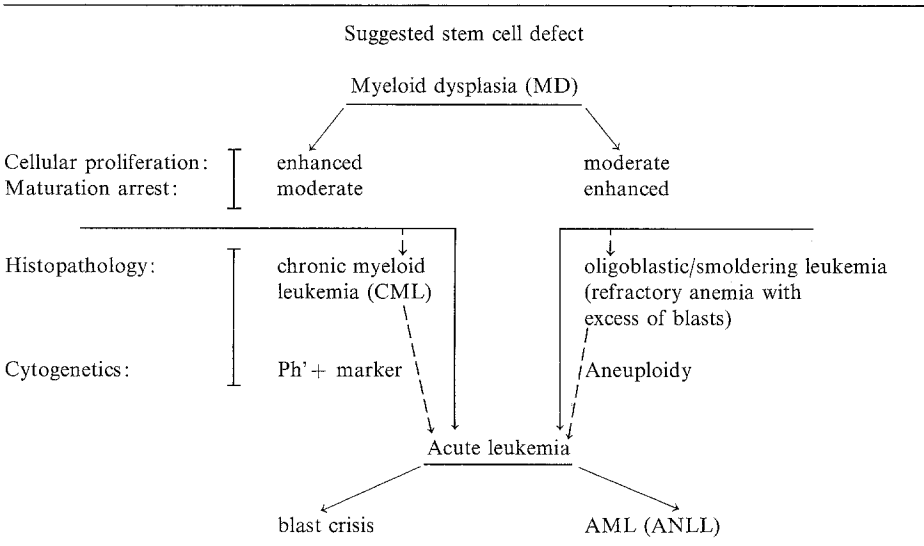 Suggested stem cell defect
Myeloid dysplasia (MD)
Cellular proliferation: enhanced moderate
Maturation arrest: moderate enhanced
Histopathology: chronic myeloid oligoblastic/smoldering leukemia
leukemia (CML) (refractory anemia with
excess of blasts)
Cytogenetics: Ph'+ marker Aneuploidy
Acute leukemia
blast crisis AML (ANLL)